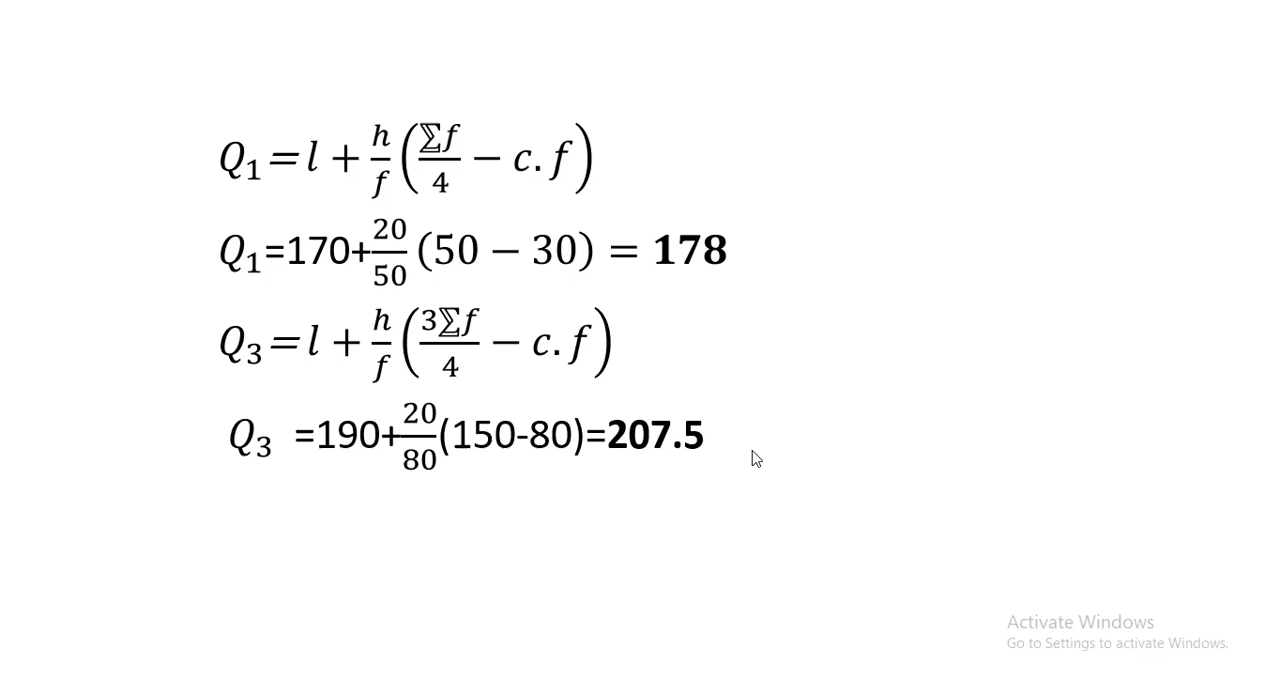 Q₁=l + h/f (∑f/4 − c.f)
Q₁=170+20/50 (50 − 30) = 178
Q₃=l + h/f (3∑f/4 − c.f)
Q₃ =190+20/80(150-80)=207.5
Activate Windows
Go to Settings to activate Windows.